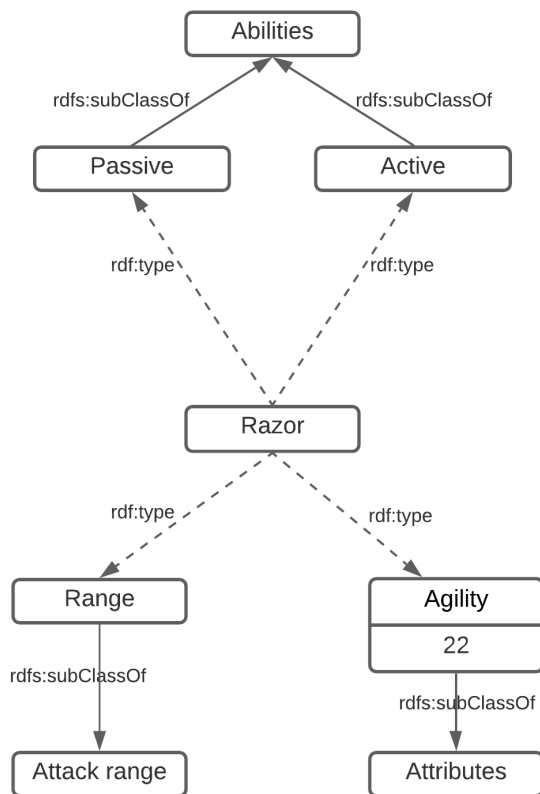 Abilities
rdfs:subClassOf
rdfs:subClassOf
Passive
Active
rdf:type
rdf:type
Razor
rdf:type
rdf:type
Range
Agility
22
rdfs:subClassOf
rdfs:subClassOf
Attack range
Attributes